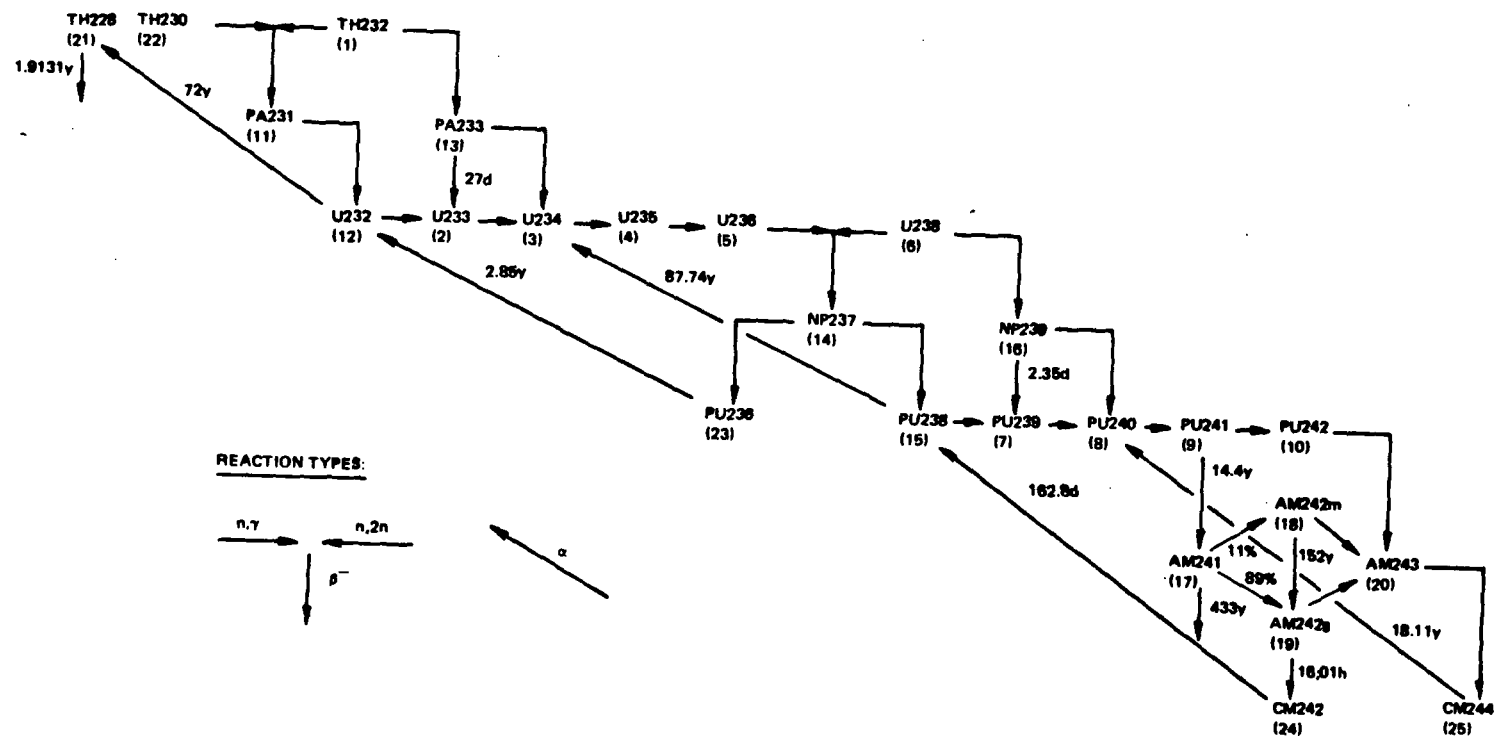 TH228 TH230 TH232
(21) (22) (1)
1.9131y
72y
PA231 PA233
(11) (13)
27d
U232 U233 U234 U235 U236 U238
(12) (2) (3) (4) (5) (6)
2.85y 87.74y
NP237 NP239
(14) (16)
2.35d
PU236 PU238 PU239 PU240 PU241 PU242
(23) (15) (7) (8) (9) (10)
REACTION TYPES:
14.4y
162.8d
AM242m
(18)
n,γ n,2n
α
11% 152y
AM241 AM243
(17) (20)
89%
β−
433y
AM242g
(19)
18.11y
16,01h
CM242 CM244
(24) (25)